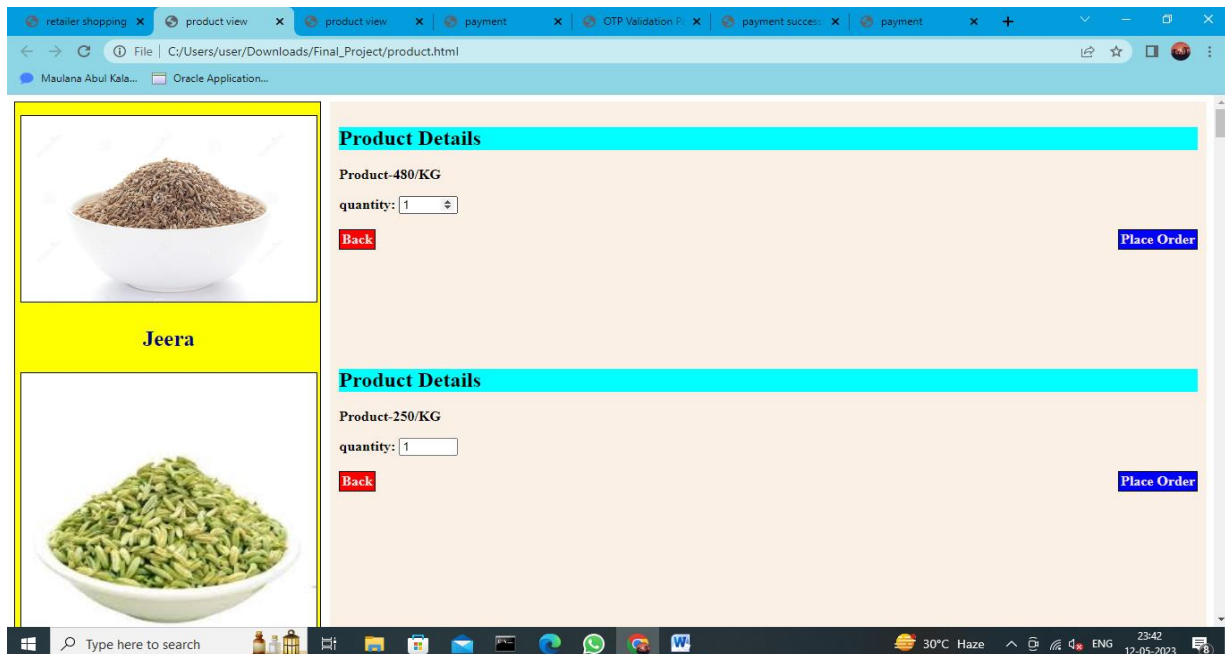 retailer shopping
product view
product view
payment
OTP Validation
payment success
payment
File
C:/Users/user/Downloads/Final_Project/product.html
Maulana Abul Kala...
Oracle Application...
Product Details
Product-480/KG
quantity: 1
Back
Place Order
Jeera
Product Details
Product-250/KG
quantity: 1
Back
Place Order
Type here to search
30°C Haze
ENG
23:42
12-05-2023
8